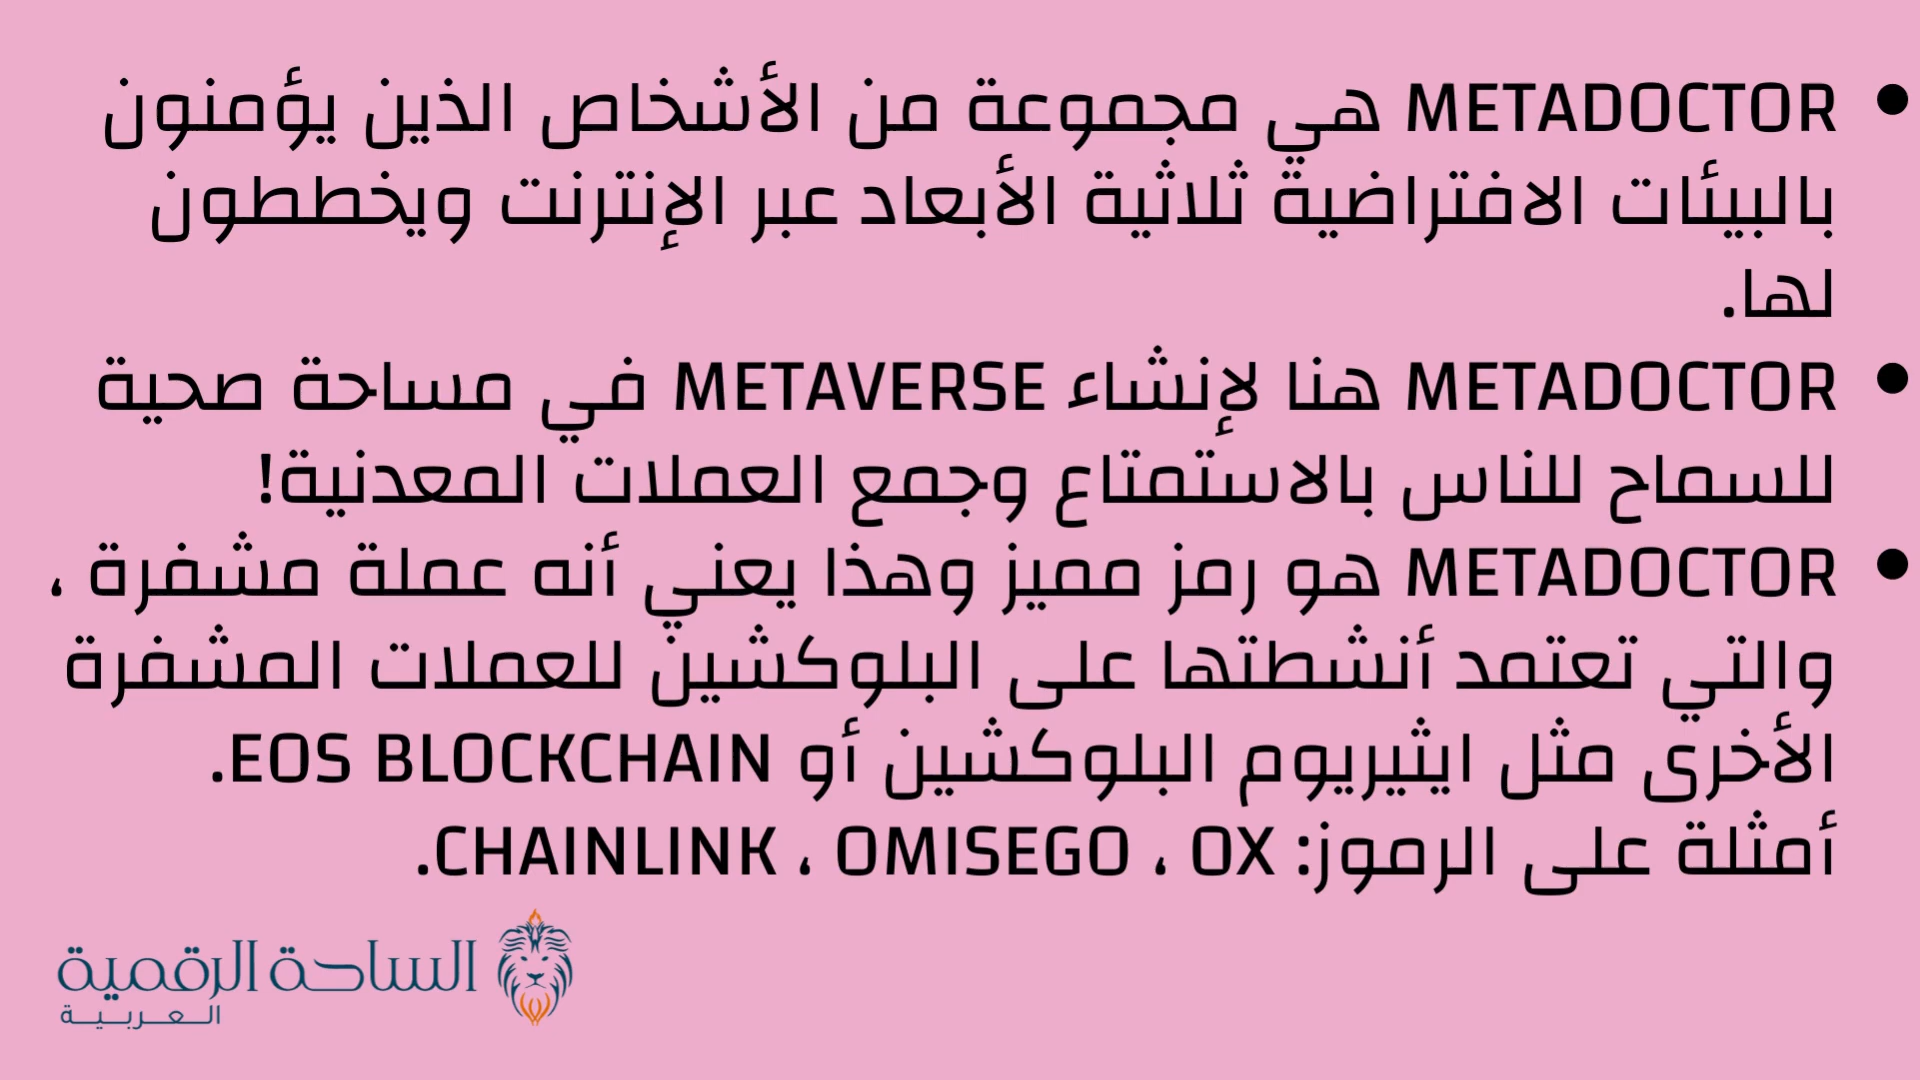 • METADOCTOR هي مجموعة من الأشخاص الذين يؤمنون
بالبيئات الافتراضية ثلاثية الأبعاد عبر الإنترنت ويخططون
لها.
• METADOCTOR هنا لإنشاء METAVERSE في مساحة صحية
للسماح للناس بالاستمتاع وجمع العملات المعدنية!
• METADOCTOR هو رمز مميز وهذا يعني أنه عملة مشفرة ،
والتي تعتمد أنشطتها على البلوكشين للعملات المشفرة
الأخرى مثل ايثيريوم البلوكشين أو EOS BLOCKCHAIN.
أمثلة على الرموز: OX ، OMISEGO ، CHAINLINK.
الساحة الرقمية
العربية